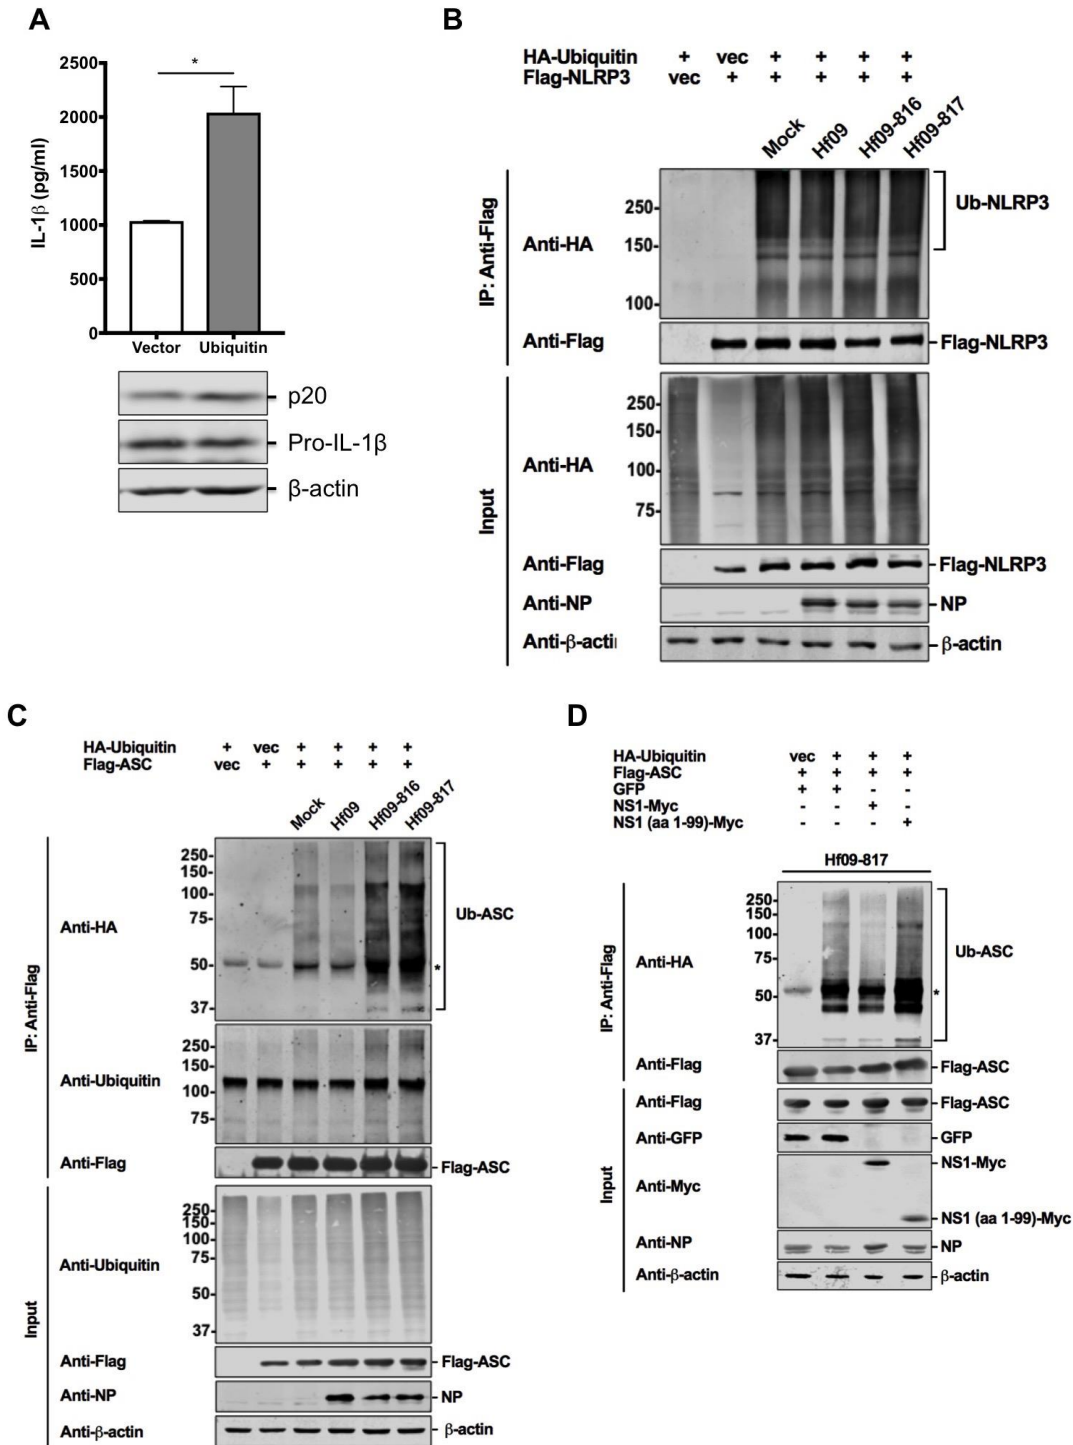 A
*
2500
2000
1500
1000
500
0
IL-1β (pg/ml)
Vector Ubiquitin
p20
Pro-IL-1β
β-actin
B
HA-Ubiquitin + vec + + + +
Flag-NLRP3 vec + + + + +
Mock Hf09 Hf09-816 Hf09-817
IP: Anti-Flag
Anti-HA
250-
150-
100-
Ub-NLRP3
Anti-Flag
Flag-NLRP3
Input
Anti-HA
250-
150-
100-
75-
Anti-Flag
Flag-NLRP3
Anti-NP
NP
Anti-β-acti
β-actin
C
HA-Ubiquitin + vec + + + +
Flag-ASC vec + + + + +
Mock Hf09 Hf09-816 Hf09-817
IP: Anti-Flag
Anti-HA
250-
150-
100-
75-
50-
37-
Ub-ASC
*
Anti-Ubiquitin
250-
150-
100-
75-
Anti-Flag
Flag-ASC
Input
Anti-Ubiquitin
250-
150-
100-
75-
50-
37-
Anti-Flag
Flag-ASC
Anti-NP
NP
Anti-β-actin
β-actin
D
HA-Ubiquitin vec + + +
Flag-ASC + + + +
GFP + + - -
NS1-Myc - - + -
NS1 (aa 1-99)-Myc - - - +
Hf09-817
IP: Anti-Flag
Anti-HA
250-
150-
100-
75-
50-
37-
Ub-ASC
*
Anti-Flag
Flag-ASC
Input
Anti-Flag
Flag-ASC
Anti-GFP
GFP
Anti-Myc
NS1-Myc
NS1 (aa 1-99)-Myc
Anti-NP
NP
Anti-β-actin
β-actin